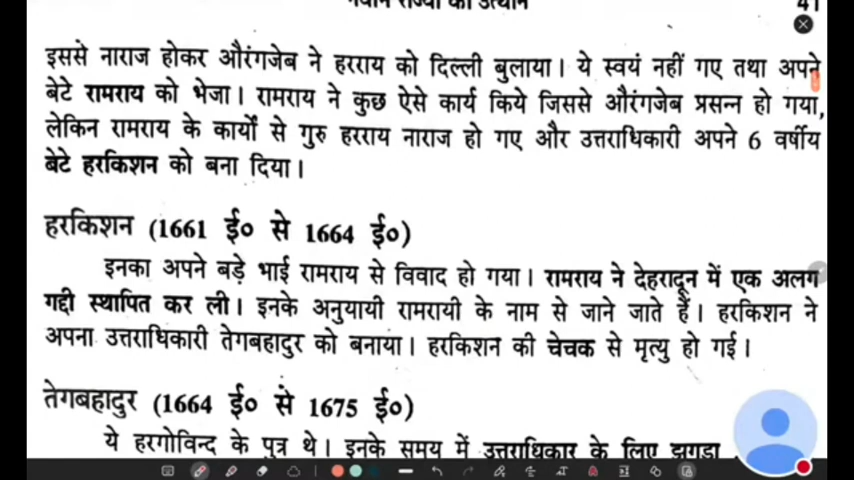 नवीन राज्यों का उत्थान 41
इससे नाराज होकर औरंगजेब ने हरराय को दिल्ली बुलाया। ये स्वयं नहीं गए तथा अपने
बेटे रामराय को भेजा। रामराय ने कुछ ऐसे कार्य किये जिससे औरंगजेब प्रसन्न हो गया,
लेकिन रामराय के कार्यों से गुरु हरराय नाराज हो गए और उत्तराधिकारी अपने 6 वर्षीय
बेटे हरकिशन को बना दिया।
हरकिशन (1661 ई० से 1664 ई०)
इनका अपने बड़े भाई रामराय से विवाद हो गया। रामराय ने देहरादून में एक अलग
गद्दी स्थापित कर ली। इनके अनुयायी रामरायी के नाम से जाने जाते हैं। हरकिशन ने
अपना उत्तराधिकारी तेगबहादुर को बनाया। हरकिशन की चेचक से मृत्यु हो गई।
तेगबहादुर (1664 ई० से 1675 ई०)
ये हरगोविन्द के पुत्र थे। इनके समय में उत्तराधिकार के लिए झगड़ा